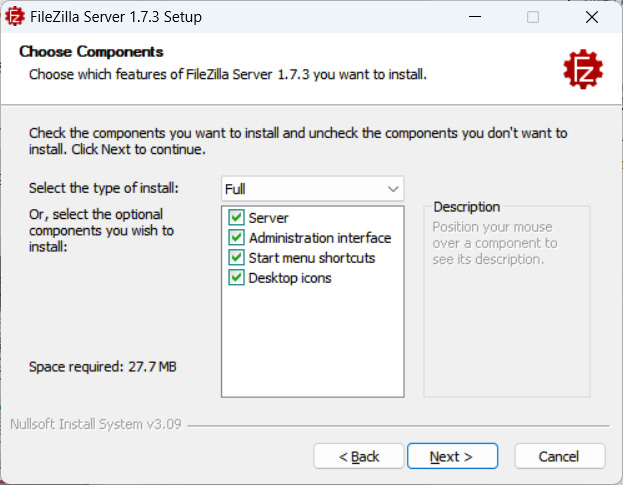 FileZilla Server 1.7.3 Setup
Choose Components
Choose which features of FileZilla Server 1.7.3 you want to install.
Fz
Check the components you want to install and uncheck the components you don't want to
install. Click Next to continue.
Select the type of install:
Full
Or, select the optional
components you wish to
install:
Server
Administration interface
Start menu shortcuts
Desktop icons
Description
Position your mouse
over a component to
see its description.
Space required: 27.7 MB
Nullsoft Install System v3.09
< Back
Next >
Cancel